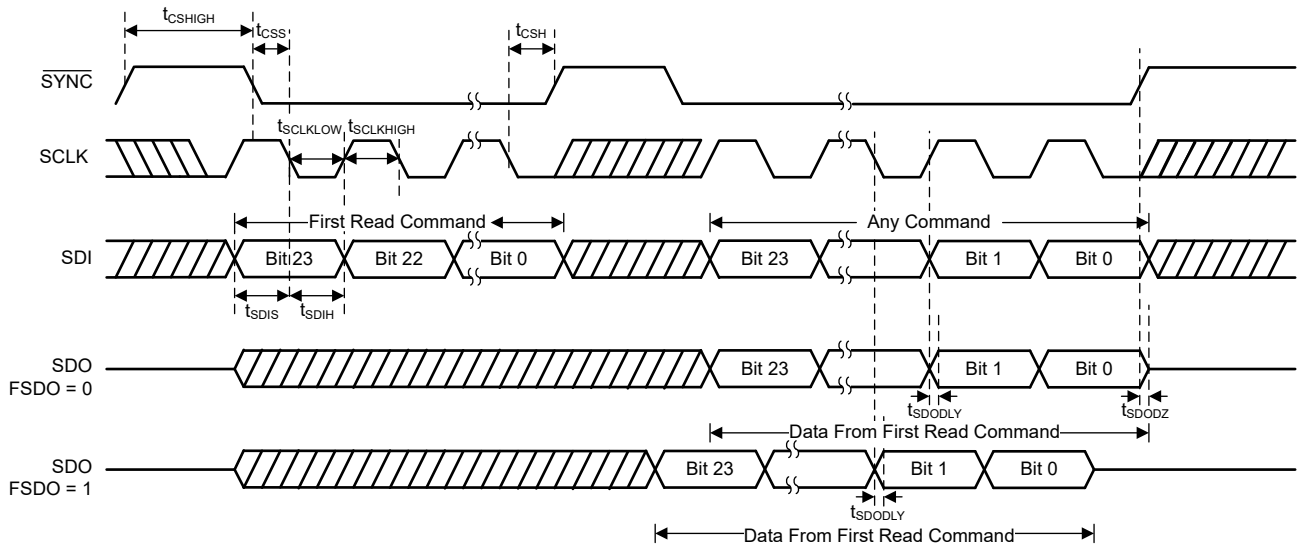 tCSHIGH
tCSS
tCSH
SYNC
tSCLKLOW
tSCLKHIGH
SCLK
First Read Command
Any Command
SDI
Bit 23
Bit 22
Bit 0
Bit 23
Bit 1
Bit 0
tSDIS
tSDIH
SDO
FSDO = 0
Bit 23
Bit 1
Bit 0
tSDODLY
tSDODZ
Data From First Read Command
SDO
FSDO = 1
Bit 23
Bit 1
Bit 0
tSDODLY
Data From First Read Command